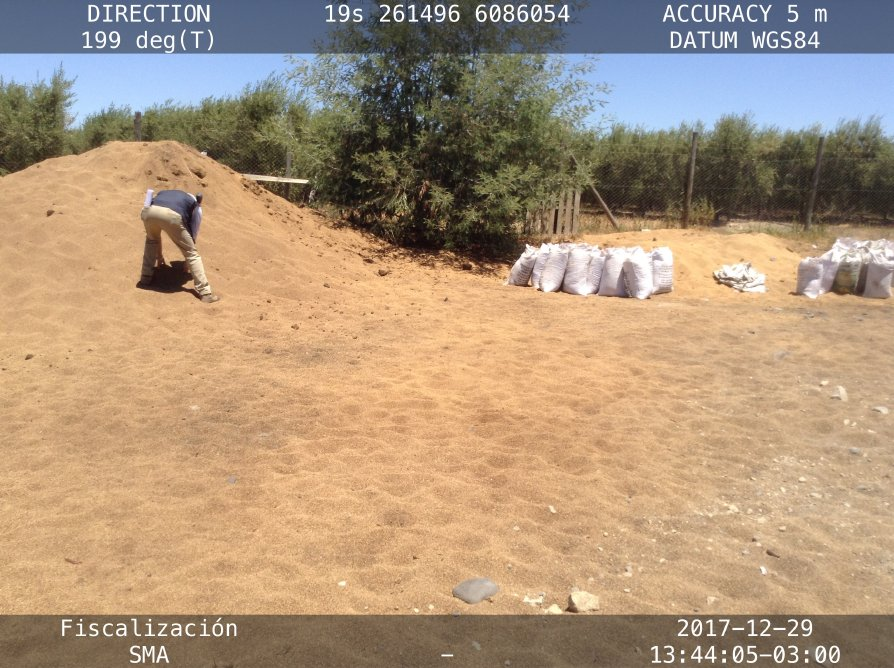 DIRECTION
199 deg(T)
19s 261496 6086054
ACCURACY 5 m
DATUM WGS84
Fiscalización
SMA
–
2017–12–29
13:44:05–03:00